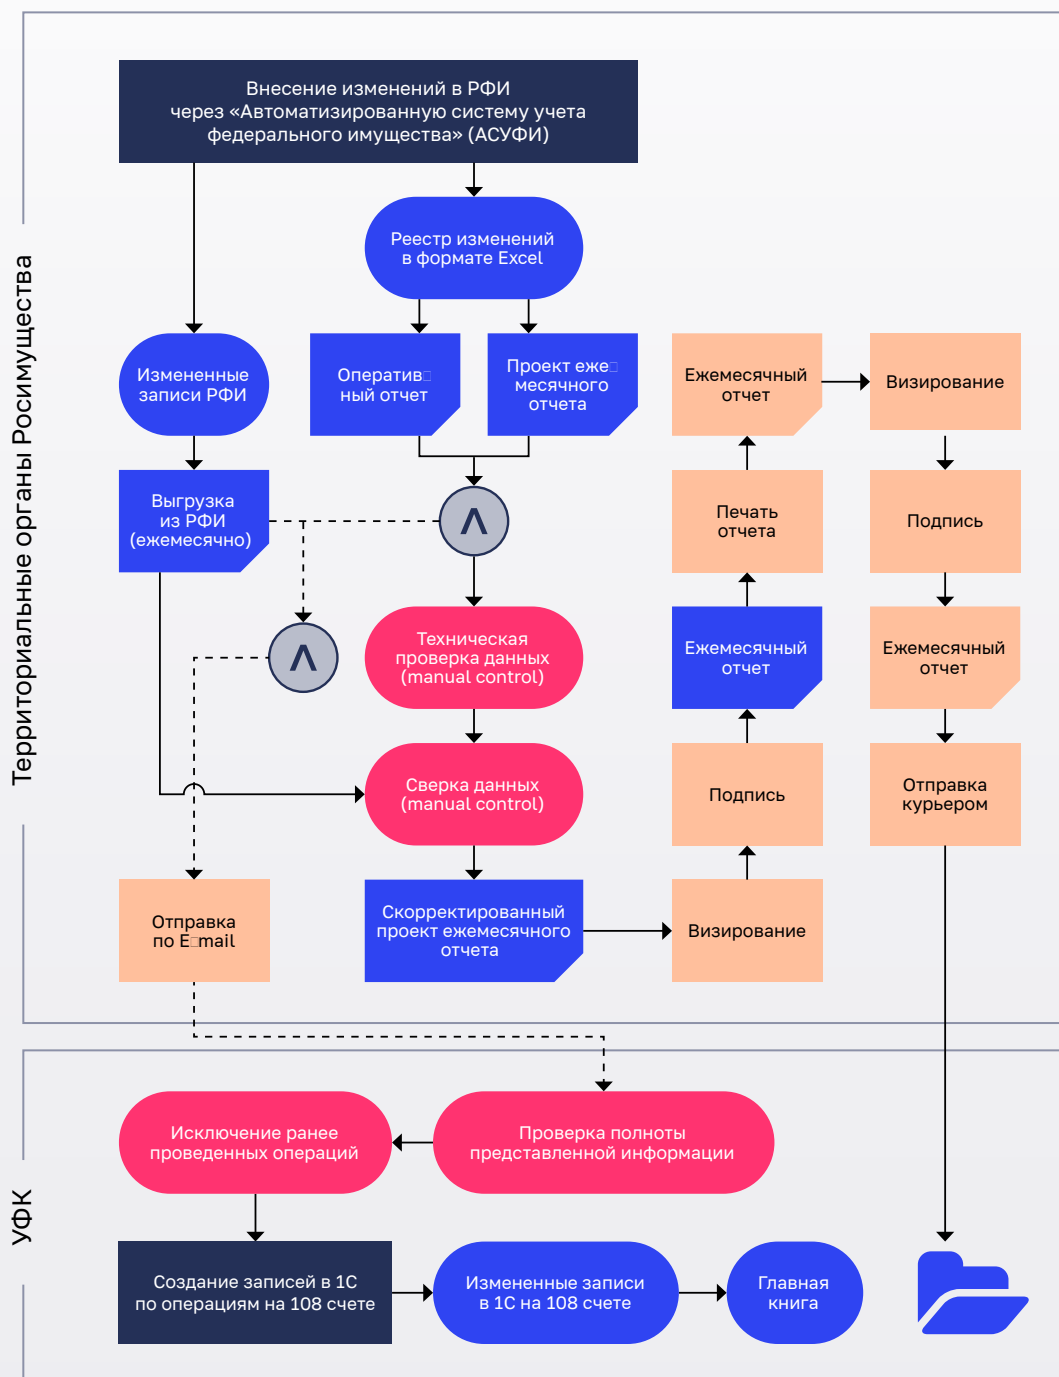 Внесение изменений в РФИ
через «Автоматизированную систему учета
федерального имущества» (АСУФИ)
Реестр изменений
в формате Excel
Измененные
записи РФИ
Оператив□
ный отчет
Проект еже□
месячного
отчета
Ежемесячный
отчет
Визирование
Выгрузка
из РФИ
(ежемесячно)
Λ
Печать
отчета
Подпись
Λ
Техническая
проверка данных
(manual control)
Ежемесячный
отчет
Ежемесячный
отчет
Сверка данных
(manual control)
Подпись
Отправка
курьером
Отправка
по E□mail
Скорректированный
проект ежемесячного
отчета
Визирование
Территориальные органы Росимущества
Исключение ранее
проведенных операций
Проверка полноты
представленной информации
Создание записей в 1С
по операциям на 108 счете
Измененные записи
в 1С на 108 счете
Главная
книга
УФК